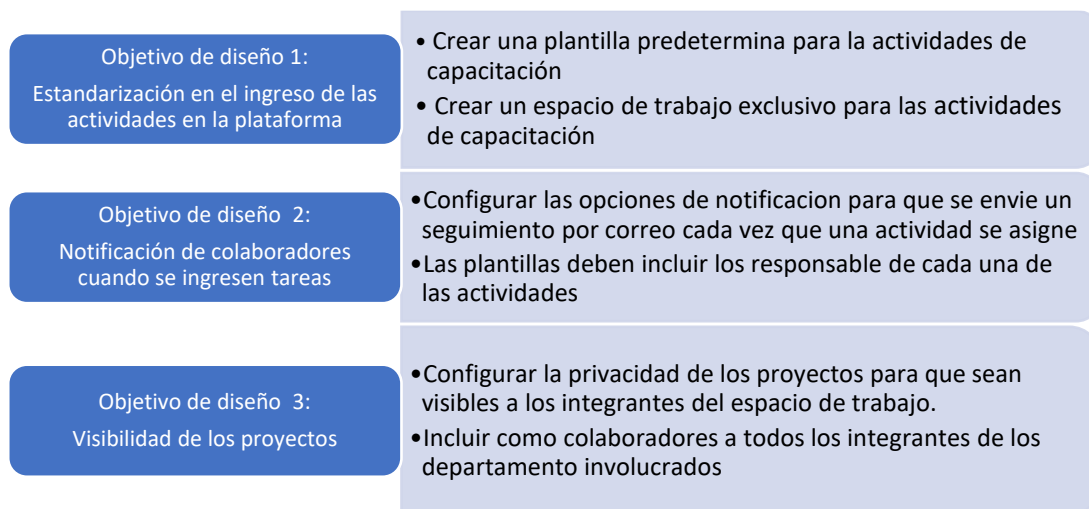 Objetivo de diseño 1:
Estandarización en el ingreso de las
actividades en la plataforma
• Crear una plantilla predetermina para la actividades de
capacitación
• Crear un espacio de trabajo exclusivo para las actividades
de capacitación
Objetivo de diseño 2:
Notificación de colaboradores
cuando se ingresen tareas
•Configurar las opciones de notificacion para que se envie un
seguimiento por correo cada vez que una actividad se asigne
•Las plantillas deben incluir los responsable de cada una de
las actividades
Objetivo de diseño 3:
Visibilidad de los proyectos
•Configurar la privacidad de los proyectos para que sean
visibles a los integrantes del espacio de trabajo.
•Incluir como colaboradores a todos los integrantes de los
departamento involucrados